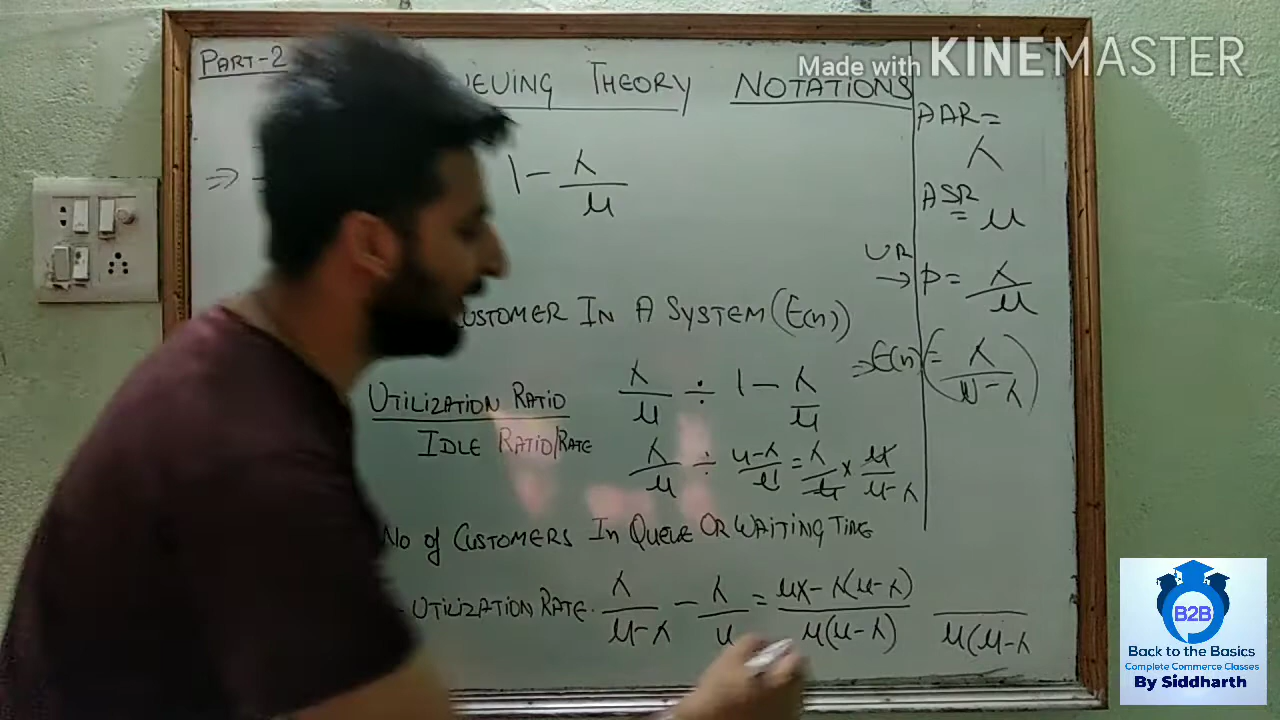 PART-2
EUING THEORY NOTATIONS
Made with KINEMASTER
⇒ 1 - λ/μ
AAR = λ
ASR = μ
UR → P = λ/μ
⇒ E(n) = (λ/(μ-λ))
CUSTOMER IN A SYSTEM (E(n))
UTILIZATION RATIO / IDLE RATIO/RATE
λ/μ ÷ 1 - λ/μ
λ/μ ÷ (μ-λ)/μ = λ/μ × μ/(μ-λ)
No of CUSTOMERS IN QUEUE OR WAITING TIME
- UTILIZATION RATE. λ/(μ-λ) - λ/μ = (μλ - λ(μ-λ))/(μ(μ-λ)) μ(μ-λ
B2B
Back to the Basics
Complete Commerce Classes
By Siddharth